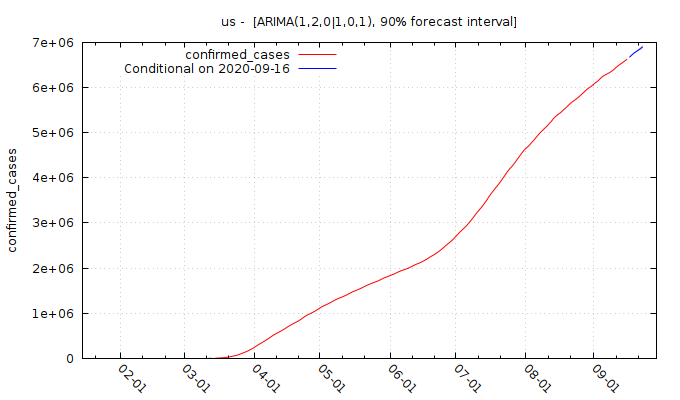 us -  [ARIMA(1,2,0|1,0,1), 90% forecast interval]
confirmed_cases
Conditional on 2020-09-16
7e+06
6e+06
5e+06
4e+06
3e+06
2e+06
1e+06
0
confirmed_cases
02-01
03-01
04-01
05-01
06-01
07-01
08-01
09-01